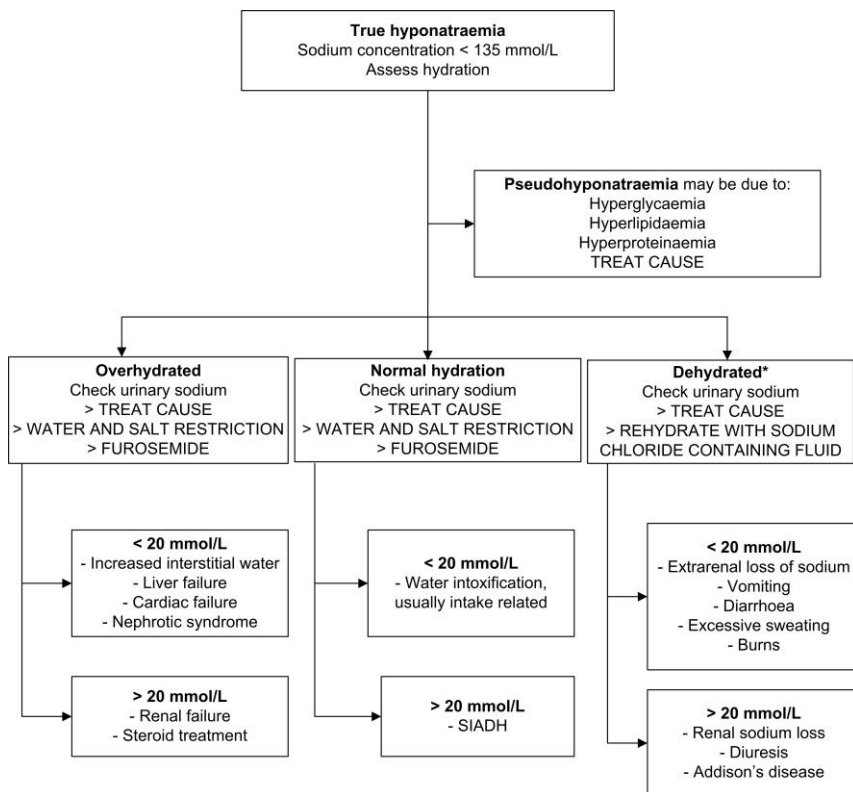 True hyponatraemia
Sodium concentration < 135 mmol/L
Assess hydration
Pseudohyponatraemia may be due to:
Hyperglycaemia
Hyperlipidaemia
Hyperproteinaemia
TREAT CAUSE
Overhydrated
Check urinary sodium
> TREAT CAUSE
> WATER AND SALT RESTRICTION
> FUROSEMIDE
Normal hydration
Check urinary sodium
> TREAT CAUSE
> WATER AND SALT RESTRICTION
> FUROSEMIDE
Dehydrated*
Check urinary sodium
> TREAT CAUSE
> REHYDRATE WITH SODIUM
CHLORIDE CONTAINING FLUID
< 20 mmol/L
- Increased interstitial water
- Liver failure
- Cardiac failure
- Nephrotic syndrome
< 20 mmol/L
- Water intoxification,
usually intake related
< 20 mmol/L
- Extrarenal loss of sodium
- Vomiting
- Diarrhoea
- Excessive sweating
- Burns
> 20 mmol/L
- Renal failure
- Steroid treatment
> 20 mmol/L
- SIADH
> 20 mmol/L
- Renal sodium loss
- Diuresis
- Addison's disease